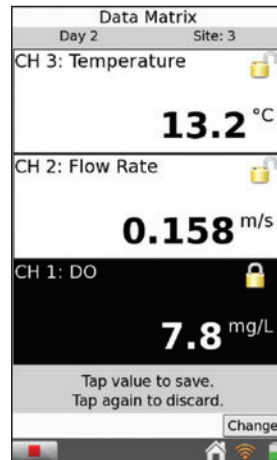 Data Matrix
Day 2 Site: 3
CH 3: Temperature
13.2 °C
CH 2: Flow Rate
0.158 m/s
CH 1: DO
7.8 mg/L
Tap value to save.
Tap again to discard.
Change